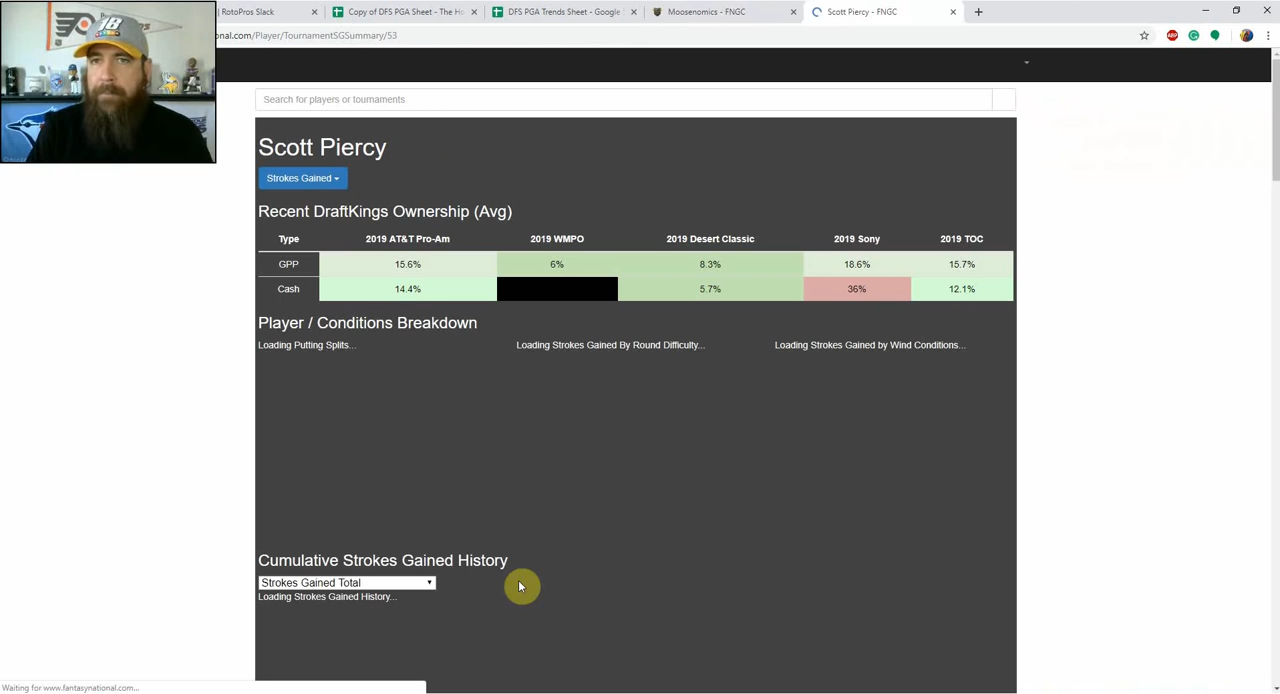 RotoPros Slack
Copy of DFS PGA Sheet - The Ho
DFS PGA Trends Sheet - Google
Moosenomics - FNGC
Scott Piercy - FNGC
nal.com/Player/TournamentSGSummary/53
Search for players or tournaments
Scott Piercy
Strokes Gained
Recent DraftKings Ownership (Avg)
Type 2019 AT&T Pro-Am 2019 WMPO 2019 Desert Classic 2019 Sony 2019 TOC
GPP 15.6% 6% 8.3% 18.6% 15.7%
Cash 14.4% 5.7% 36% 12.1%
Player / Conditions Breakdown
Loading Putting Splits... Loading Strokes Gained By Round Difficulty... Loading Strokes Gained by Wind Conditions...
Cumulative Strokes Gained History
Strokes Gained Total
Loading Strokes Gained History...
Waiting for www.fantasynational.com...